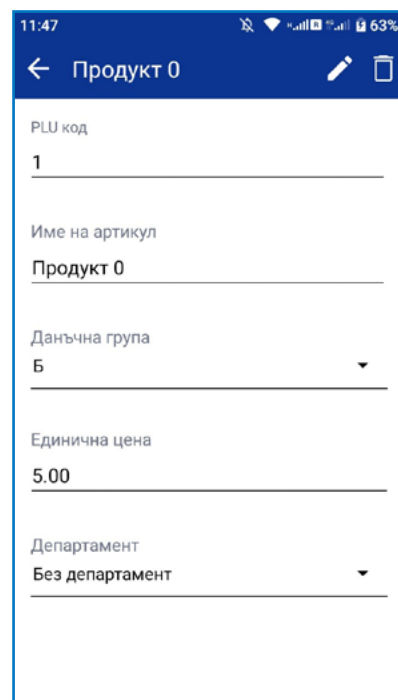 11:47 63%
Продукт 0
PLU код
1
Име на артикул
Продукт 0
Данъчна група
Б
Единична цена
5.00
Департамент
Без департамент